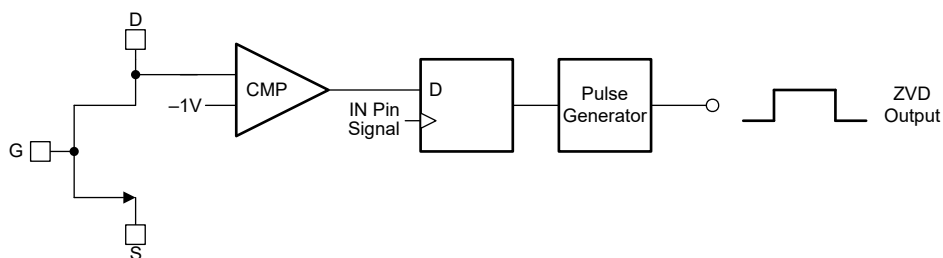 D
CMP
–1V
D
IN Pin
Signal
Pulse
Generator
ZVD
Output
G
S